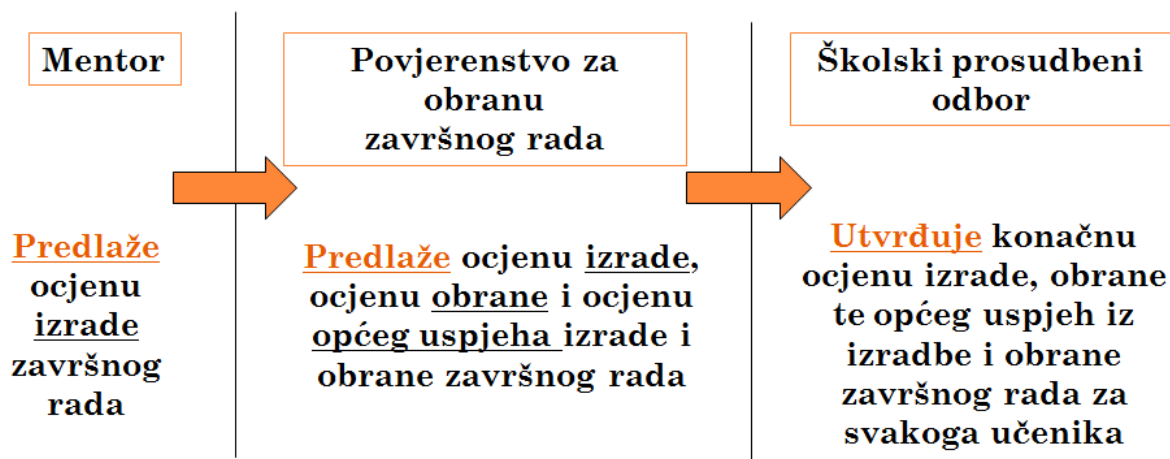 Mentor
Predlaže
ocjenu
izrade
završnog
rada
Povjerenstvo za
obranu
završnog rada
Predlaže ocjenu izrade,
ocjenu obrane i ocjenu
općeg uspjeha izrade i
obrane završnog rada
Školski prosudbeni
odbor
Utvrđuje konačnu
ocjenu izrade, obrane
te općeg uspjeh iz
izradbe i obrane
završnog rada za
svakoga učenika